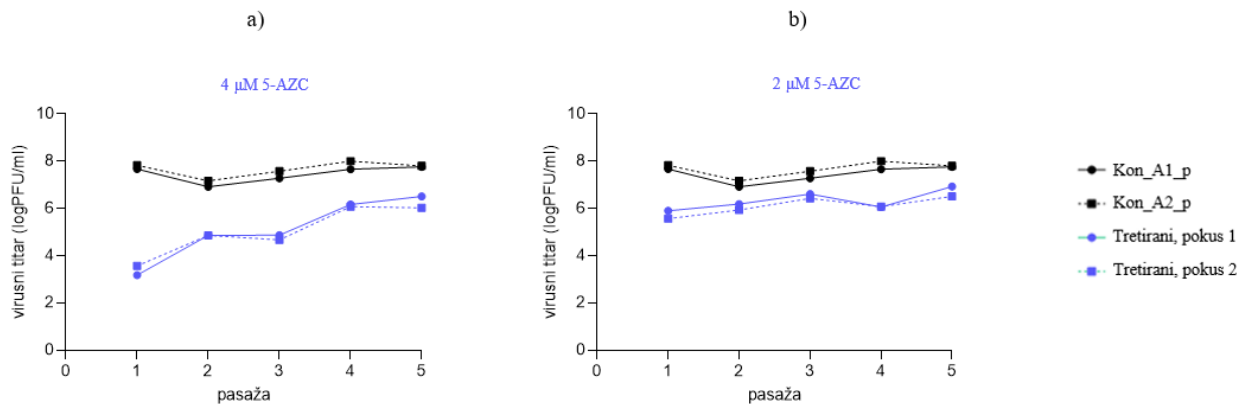 a)
4 μM 5-AZC
virusni titar (logPFU/ml)
10
8
6
4
2
0
0 1 2 3 4 5
pasaža
b)
2 μM 5-AZC
virusni titar (logPFU/ml)
10
8
6
4
2
0
0 1 2 3 4 5
pasaža
Kon_A1_p
Kon_A2_p
Tretirani, pokus 1
Tretirani, pokus 2